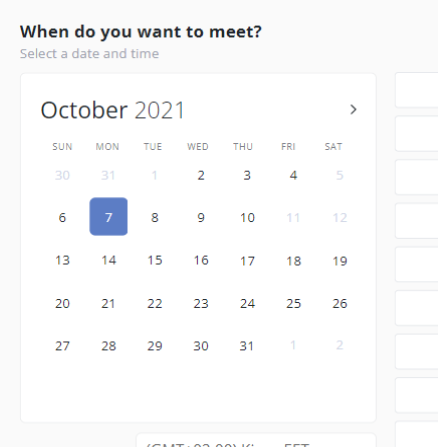 When do you want to meet?
Select a date and time
October 2021
SUN MON TUE WED THU FRI SAT
30 31 1 2 3 4 5
6 7 8 9 10 11 12
13 14 15 16 17 18 19
20 21 22 23 24 25 26
27 28 29 30 31 1 2